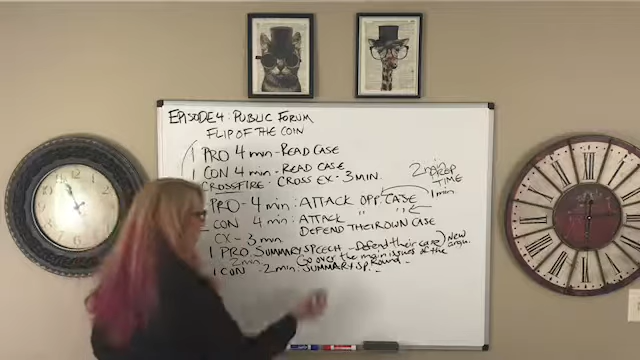 EPISODE 4: PUBLIC FORUM
FLIP OF THE COIN
1 PRO 4 min - READ CASE
1 CON 4 min - READ CASE
CROSSFIRE - CROSS EX - 3 MIN.
2 min PREP
TIME
1 min.
PRO - 4 min: ATTACK OPP. CASE
CON 4 min: ATTACK " "
DEFEND THEIR OWN CASE
CX - 3 min
1 PRO SUMMARY SPEECH - Defend their case) NEW
2 min. (Go over the main issues of the argu.
1 CON - 2 min. SUMMARY SP. Round -